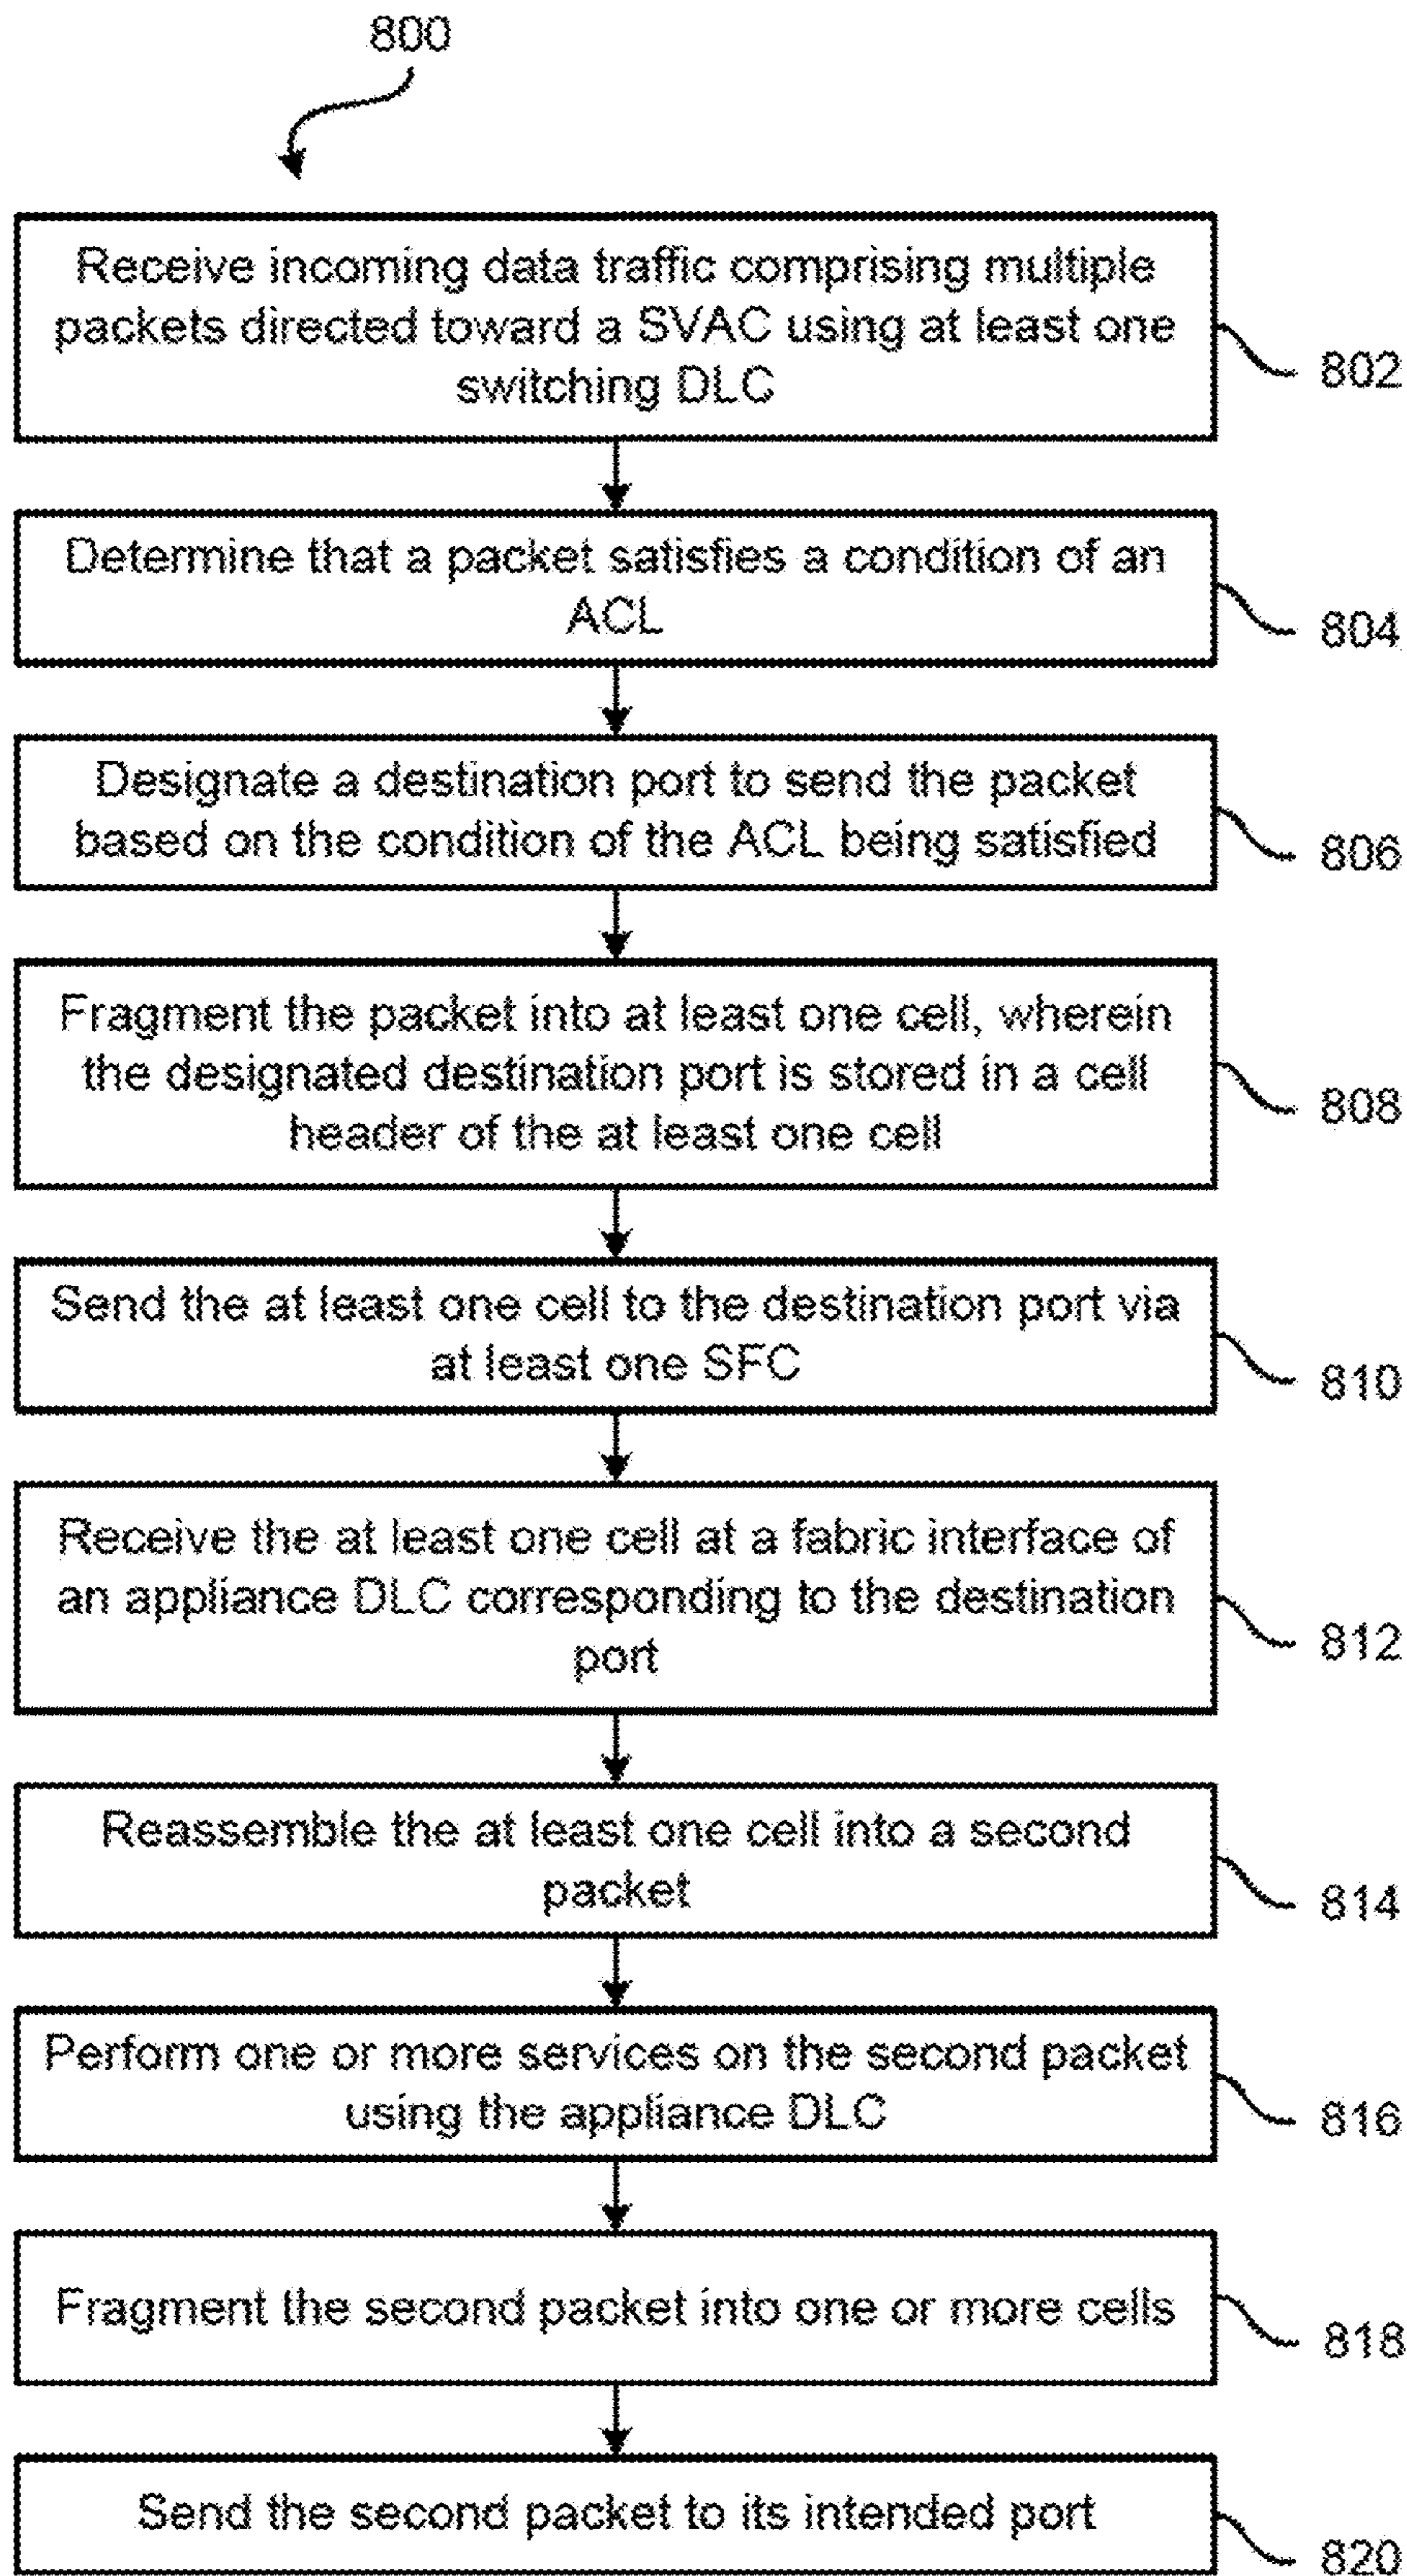 800
Receive incoming data traffic comprising multiple
packets directed toward a SVAC using at least one
switching DLC
802
Determine that a packet satisfies a condition of an
ACL
804
Designate a destination port to send the packet
based on the condition of the ACL being satisfied
806
Fragment the packet into at least one cell, wherein
the designated destination port is stored in a cell
header of the at least one cell
808
Send the at least one cell to the destination port via
at least one SFC
810
Receive the at least one cell at a fabric interface of
an appliance DLC corresponding to the destination
port
812
Reassemble the at least one cell into a second
packet
814
Perform one or more services on the second packet
using the appliance DLC
816
Fragment the second packet into one or more cells
818
Send the second packet to its intended port
820